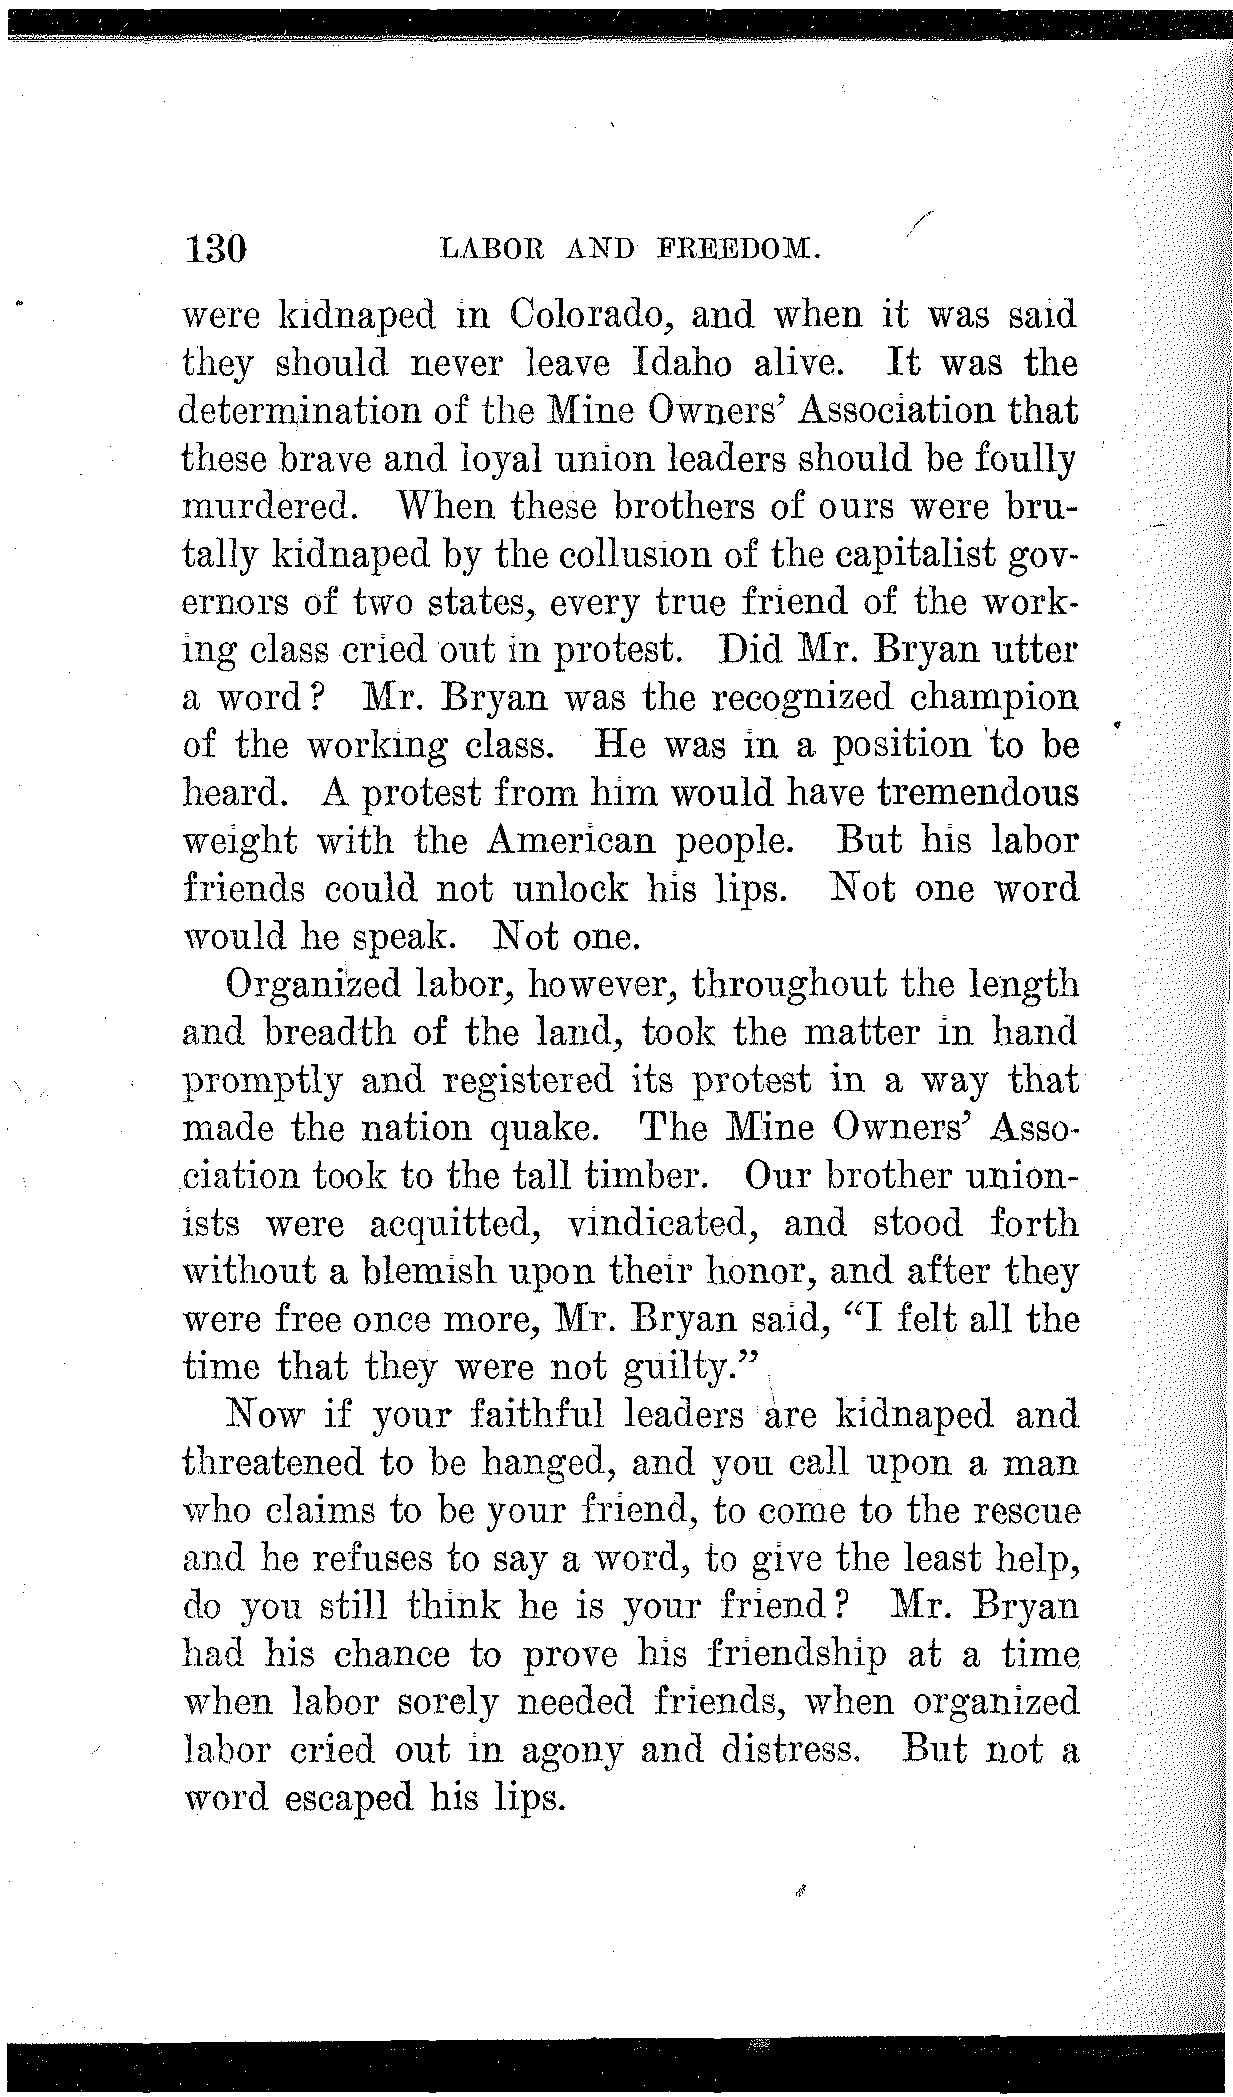 130 LABOR AND FREEDOM.
were kidnaped in Colorado, and when it was said
they should never leave Idaho alive. It was the
determination of the Mine Owners' Association that
these brave and loyal union leaders should be foully
murdered. When these brothers of ours were bru-
tally kidnaped by the collusion of the capitalist gov-
ernors of two states, every true friend of the work-
ing class cried out in protest. Did Mr. Bryan utter
a word? Mr. Bryan was the recognized champion
of the working class. He was in a position to be
heard. A protest from him would have tremendous
weight with the American people. But his labor
friends could not unlock his lips. Not one word
would he speak. Not one.
Organized labor, however, throughout the length
and breadth of the land, took the matter in hand
promptly and registered its protest in a way that
made the nation quake. The Mine Owners' Asso-
ciation took to the tall timber. Our brother union-
ists were acquitted, vindicated, and stood forth
without a blemish upon their honor, and after they
were free once more, Mr. Bryan said, "I felt all the
time that they were not guilty."
Now if your faithful leaders are kidnaped and
threatened to be hanged, and you call upon a man
who claims to be your friend, to come to the rescue
and he refuses to say a word, to give the least help,
do you still think he is your friend? Mr. Bryan
had his chance to prove his friendship at a time
when labor sorely needed friends, when organized
labor cried out in agony and distress. But not a
word escaped his lips.